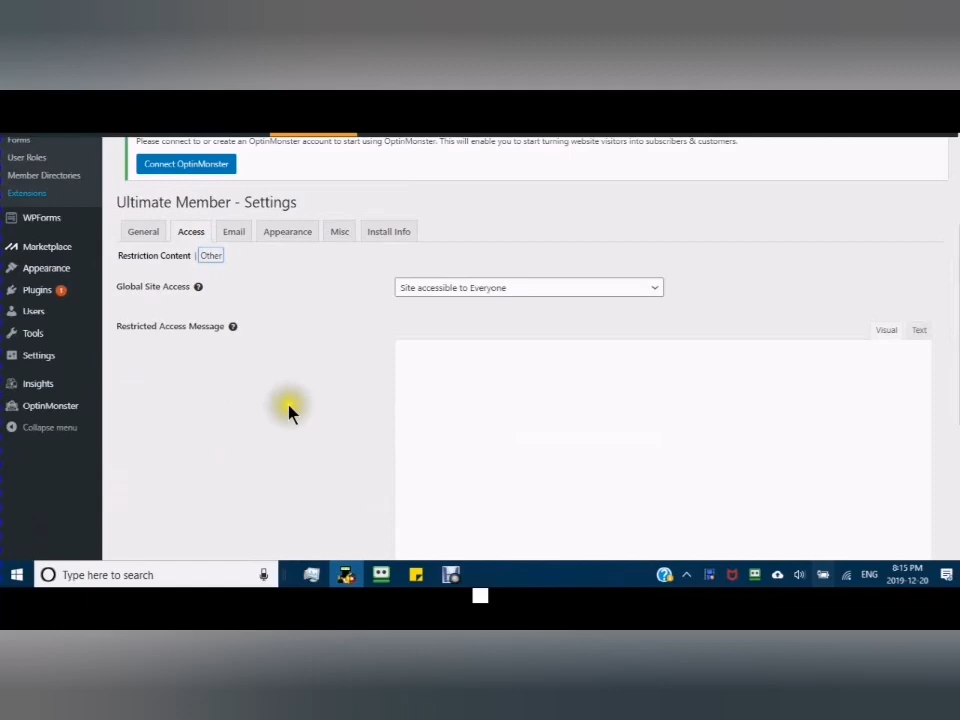 Forms
Please connect to or create an OptinMonster account to start using OptinMonster. This will enable you to start turning website visitors into subscribers & customers.
User Roles
Connect OptinMonster
Member Directories
Extensions
Ultimate Member - Settings
WPForms
General Access Email Appearance Misc Install Info
Marketplace
Restriction Content | Other
Appearance
Global Site Access
Site accessible to Everyone
Plugins 1
Users
Restricted Access Message
Visual Text
Tools
Settings
Insights
OptinMonster
Collapse menu
Type here to search
ENG
8:15 PM
2019-12-20